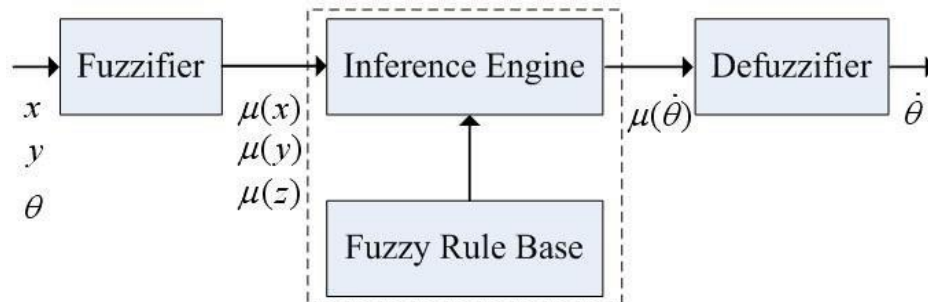 Fuzzifier
Inference Engine
Defuzzifier
x
y
θ
μ(x)
μ(y)
μ(z)
μ(θ̇)
θ̇
Fuzzy Rule Base